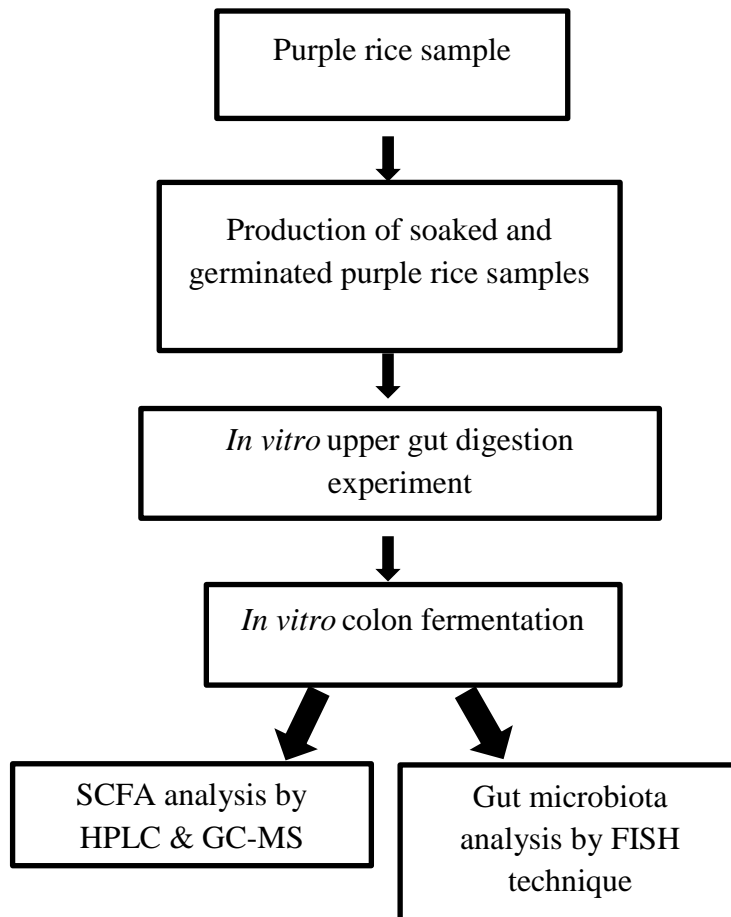 Purple rice sample
Production of soaked and
germinated purple rice samples
In vitro upper gut digestion
experiment
In vitro colon fermentation
SCFA analysis by
HPLC & GC-MS
Gut microbiota
analysis by FISH
technique